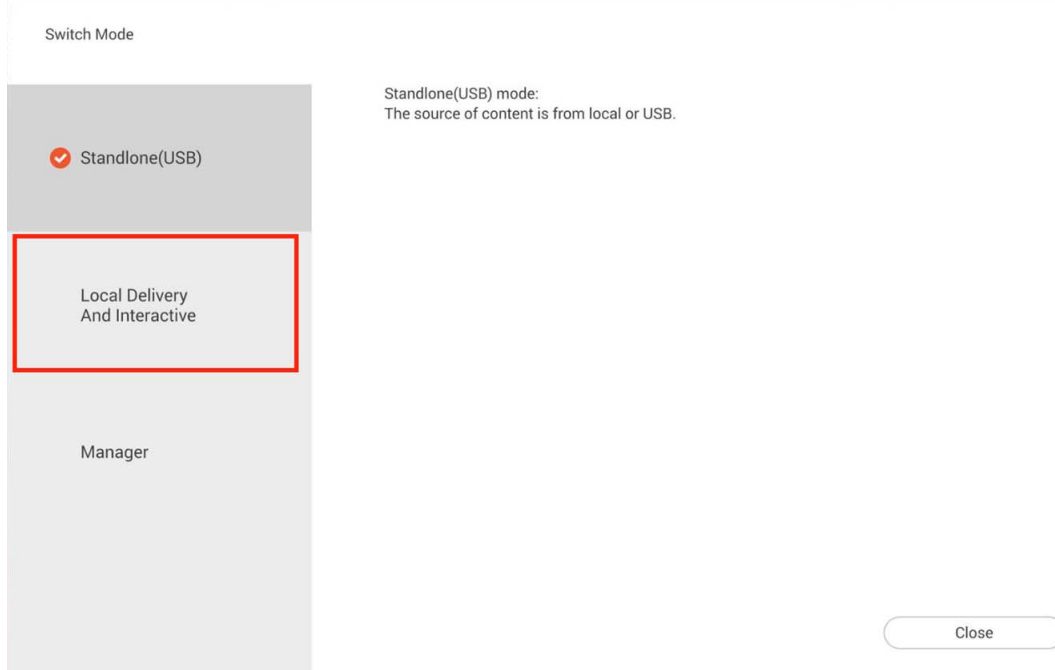 Switch Mode
Standlone(USB)
Local Delivery
And Interactive
Manager
Standlone(USB) mode:
The source of content is from local or USB.
Close